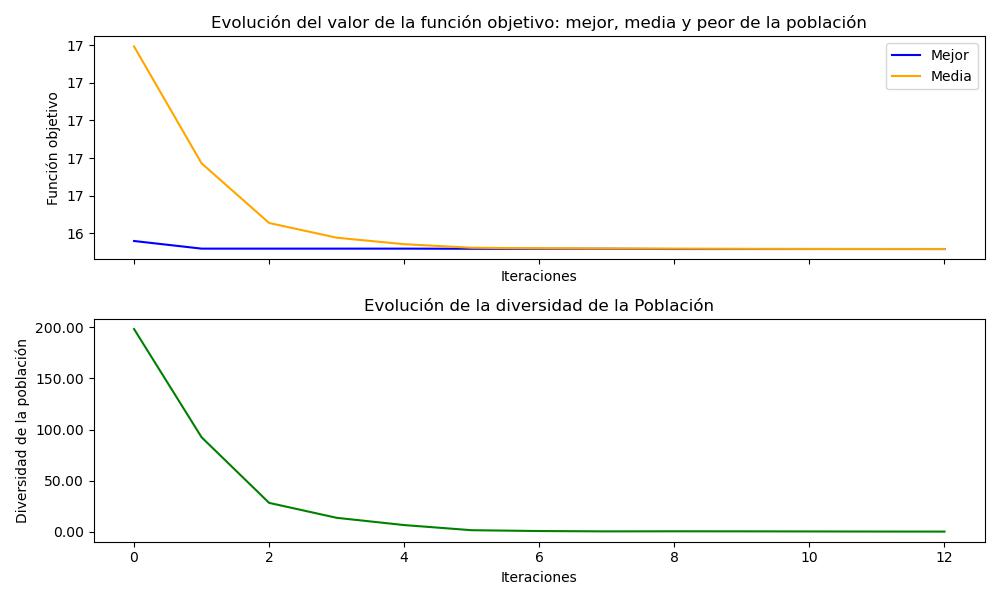 Evolución del valor de la función objetivo: mejor, media y peor de la población
17
17
17
17
17
16
Función objetivo
Mejor
Media
Iteraciones
Evolución de la diversidad de la Población
200.00
150.00
100.00
50.00
0.00
Diversidad de la población
0 2 4 6 8 10 12
Iteraciones